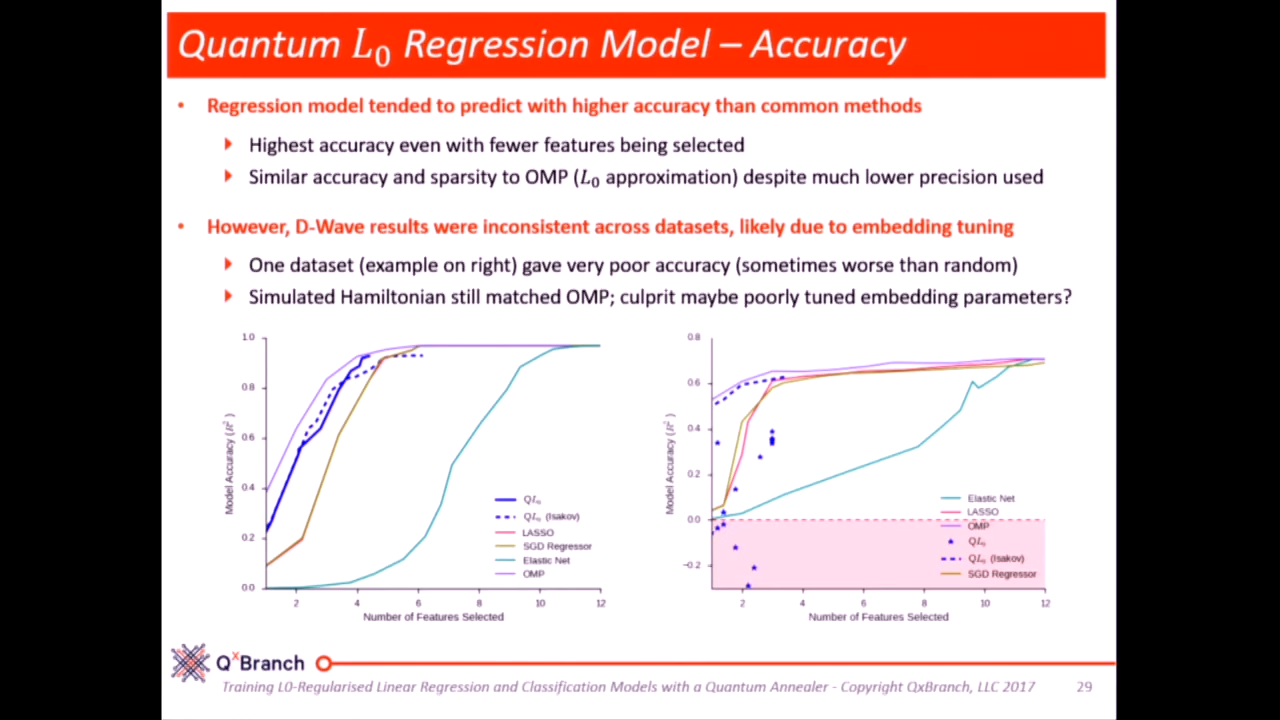 Quantum L₀ Regression Model – Accuracy
• Regression model tended to predict with higher accuracy than common methods
Highest accuracy even with fewer features being selected
Similar accuracy and sparsity to OMP (L₀ approximation) despite much lower precision used
• However, D-Wave results were inconsistent across datasets, likely due to embedding tuning
One dataset (example on right) gave very poor accuracy (sometimes worse than random)
Simulated Hamiltonian still matched OMP; culprit maybe poorly tuned embedding parameters?
1.0
0.8
0.6
0.4
0.2
0.0
Model Accuracy (R²)
2 4 6 8 10 12
Number of Features Selected
QL₀
QL₀ (Isakov)
LASSO
SGD Regressor
Elastic Net
OMP
0.8
0.6
0.4
0.2
0.0
−0.2
Model Accuracy (R²)
2 4 6 8 10 12
Number of Features Selected
Elastic Net
LASSO
OMP
QL₀
QL₀ (Isakov)
SGD Regressor
QxBranch
Training L0-Regularised Linear Regression and Classification Models with a Quantum Annealer - Copyright QxBranch, LLC 2017 29